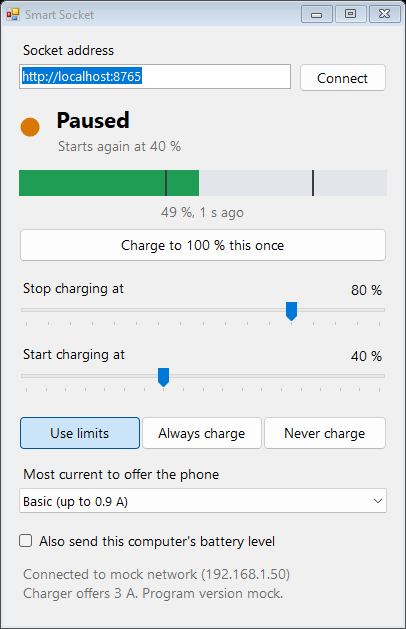 Smart Socket
Socket address
http://localhost:8765
Connect
Paused
Starts again at 40 %
49 %, 1 s ago
Charge to 100 % this once
Stop charging at
80 %
Start charging at
40 %
Use limits
Always charge
Never charge
Most current to offer the phone
Basic (up to 0.9 A)
Also send this computer's battery level
Connected to mock network (192.168.1.50)
Charger offers 3 A. Program version mock.